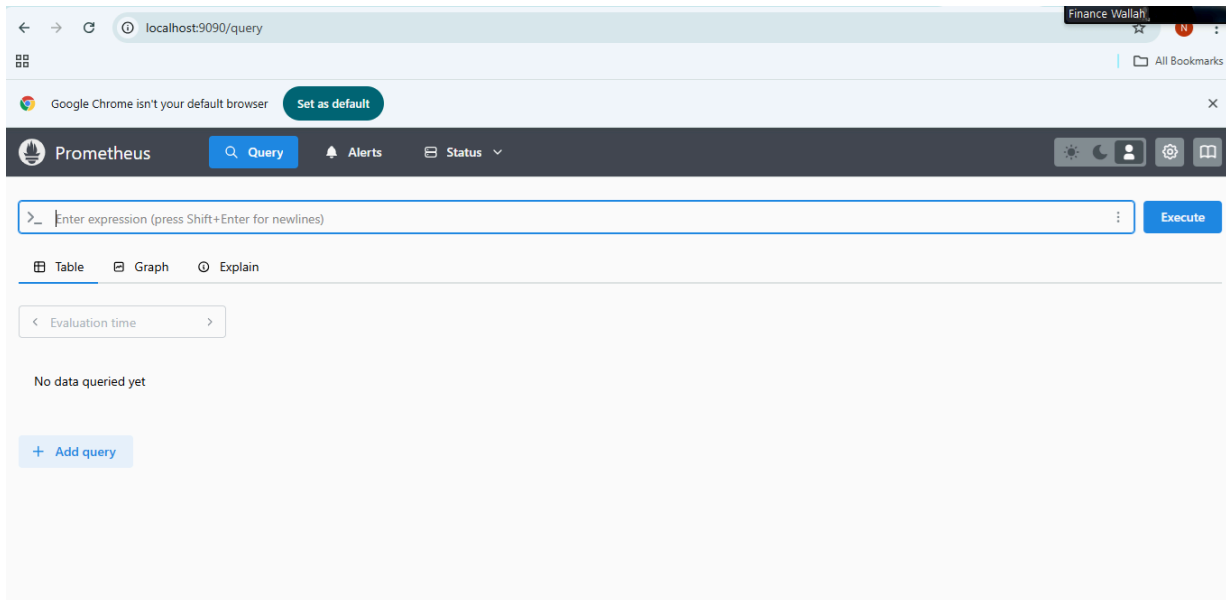 Finance Wallah
localhost:9090/query
N
All Bookmarks
Google Chrome isn't your default browser
Set as default
Prometheus
Query
Alerts
Status
>_ Enter expression (press Shift+Enter for newlines)
Execute
Table
Graph
Explain
Evaluation time
No data queried yet
+ Add query